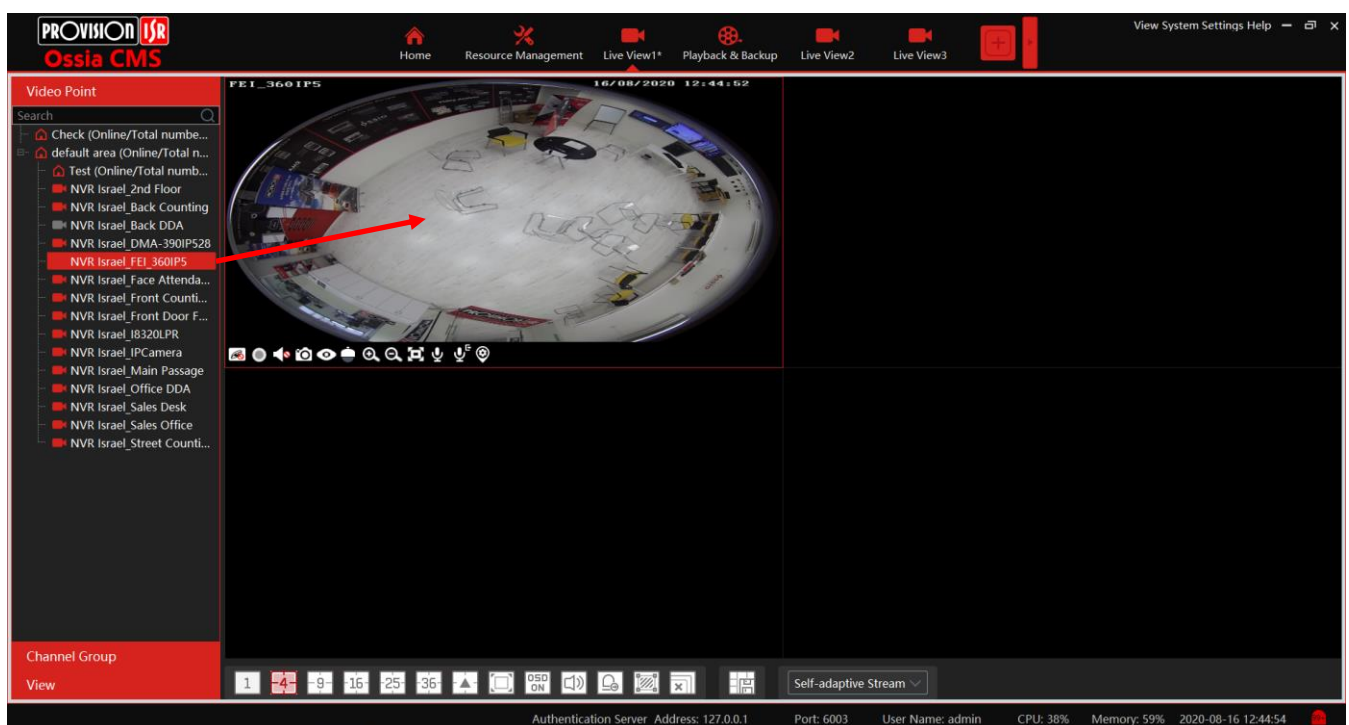 PROVISION ISR
Ossia CMS
Home
Resource Management
Live View1*
Playback & Backup
Live View2
Live View3
View System Settings Help
Video Point
Search
Check (Online/Total numbe...
default area (Online/Total n...
Test (Online/Total numb...
NVR Israel_2nd Floor
NVR Israel_Back Counting
NVR Israel_Back DDA
NVR Israel_DMA-390IP528
NVR Israel_FEI_360IP5
NVR Israel_Face Attenda...
NVR Israel_Front Counti...
NVR Israel_Front Door F...
NVR Israel_I8320LPR
NVR Israel_IPCamera
NVR Israel_Main Passage
NVR Israel_Office DDA
NVR Israel_Sales Desk
NVR Israel_Sales Office
NVR Israel_Street Counti...
Channel Group
View
FEI_360IP5
16/08/2020 12:44:52
1 4 9 16 25 36 OSD ON
Self-adaptive Stream
Authentication Server Address: 127.0.0.1 Port: 6003 User Name: admin CPU: 38% Memory: 59% 2020-08-16 12:44:54